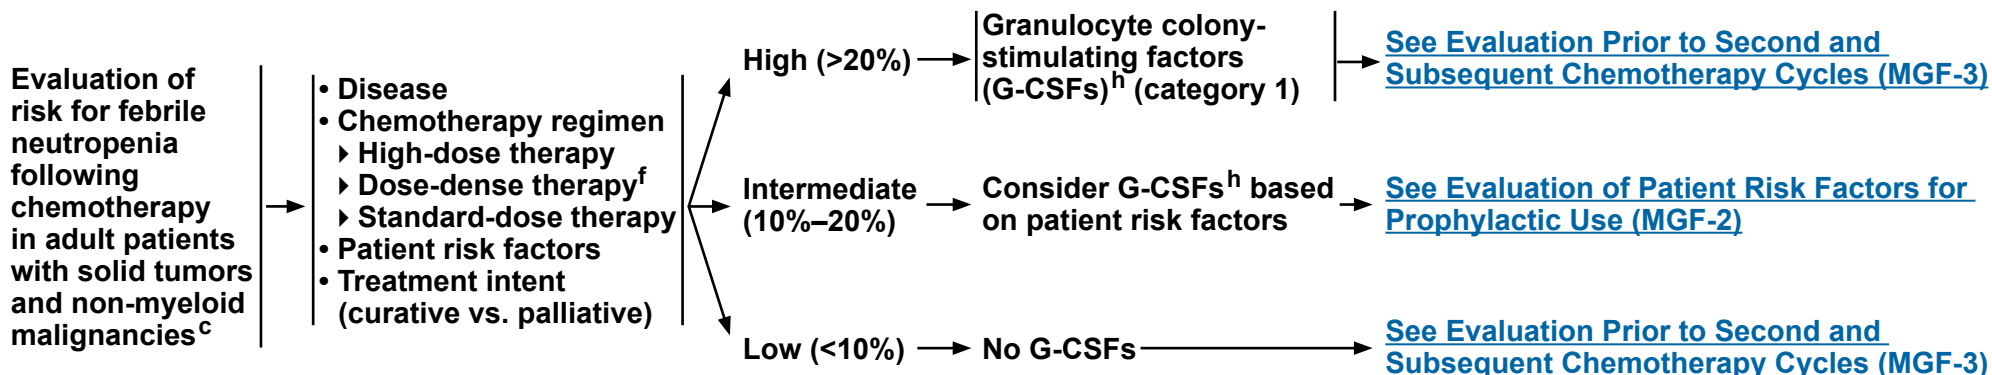 Evaluation of
risk for febrile
neutropenia
following
chemotherapy
in adult patients
with solid tumors
and non-myeloid
malignancies^c
• Disease
• Chemotherapy regimen
▸ High-dose therapy
▸ Dose-dense therapy^f
▸ Standard-dose therapy
• Patient risk factors
• Treatment intent
(curative vs. palliative)
High (>20%)
Granulocyte colony-
stimulating factors
(G-CSFs)^h (category 1)
See Evaluation Prior to Second and
Subsequent Chemotherapy Cycles (MGF-3)
Intermediate
(10%–20%)
Consider G-CSFs^h based
on patient risk factors
See Evaluation of Patient Risk Factors for
Prophylactic Use (MGF-2)
Low (<10%)
No G-CSFs
See Evaluation Prior to Second and
Subsequent Chemotherapy Cycles (MGF-3)